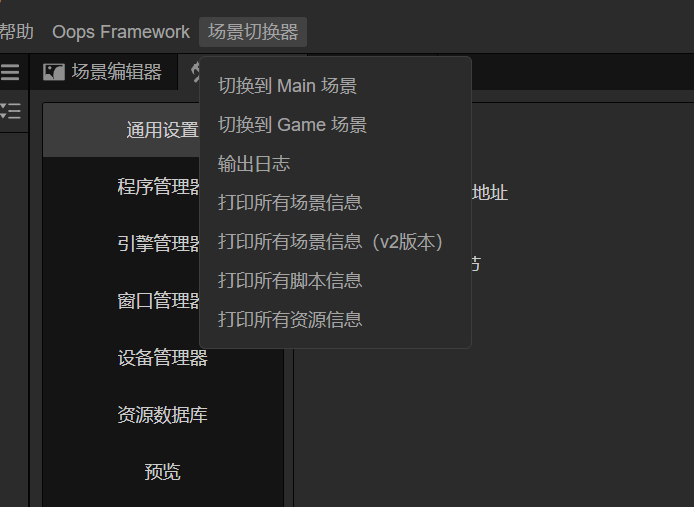 帮助 Oops Framework 场景切换器
场景编辑器
切换到 Main 场景
切换到 Game 场景
输出日志
打印所有场景信息
打印所有场景信息（v2版本）
打印所有脚本信息
打印所有资源信息
通用设置
程序管理器
地址
引擎管理器
窗口管理器
设备管理器
资源数据库
预览